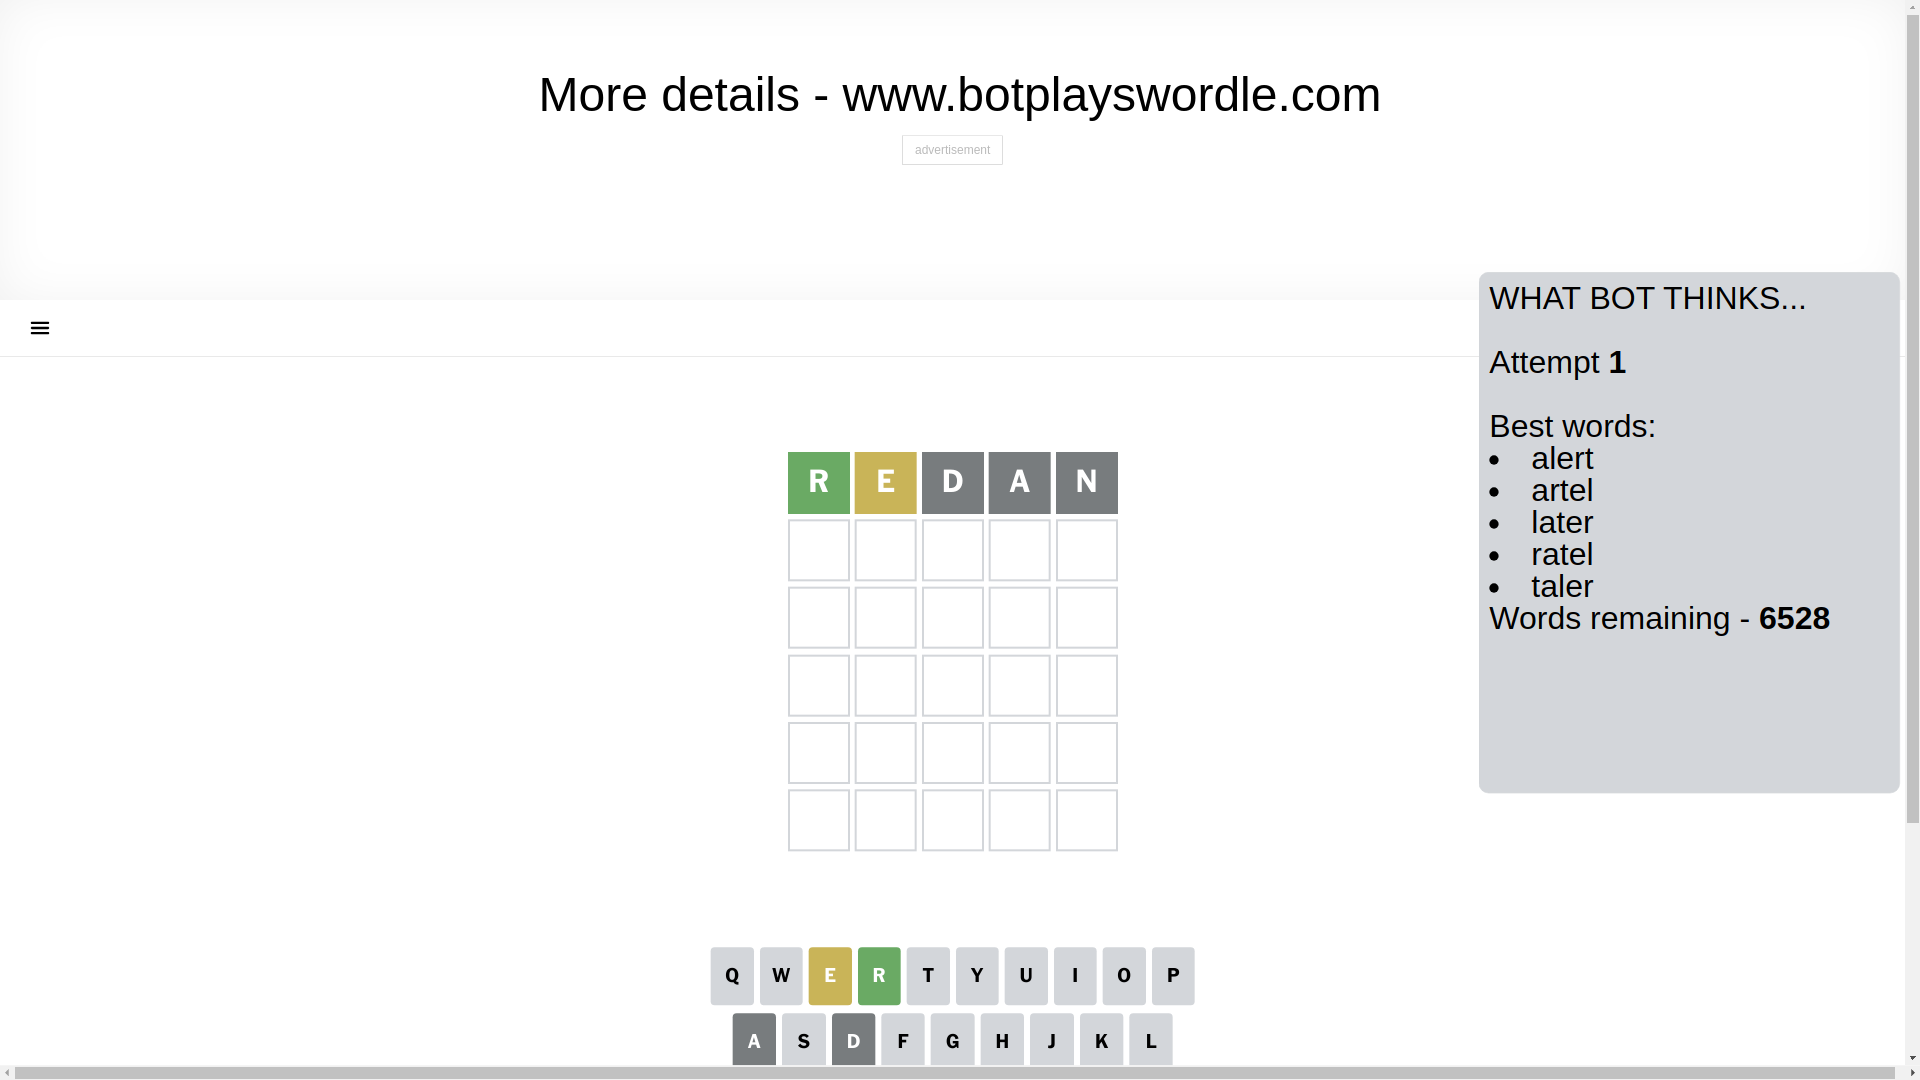 More details - www.botplayswordle.com
advertisement
WHAT BOT THINKS...
Attempt 1
Best words:
• alert
• artel
• later
• ratel
• taler
Words remaining - 6528
R E D A N
Q W E R T Y U I O P
A S D F G H J K L